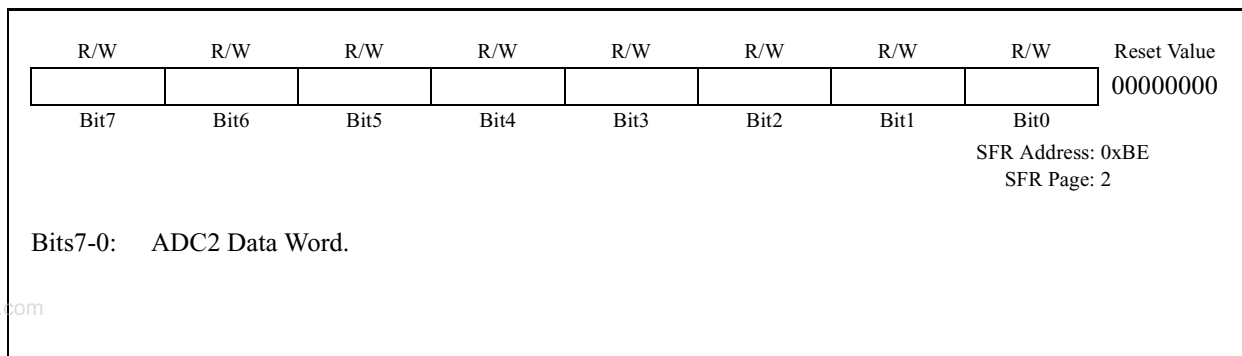 R/W R/W R/W R/W R/W R/W R/W R/W Reset Value
00000000
Bit7 Bit6 Bit5 Bit4 Bit3 Bit2 Bit1 Bit0
SFR Address: 0xBE
SFR Page: 2
Bits7-0: ADC2 Data Word.
.com